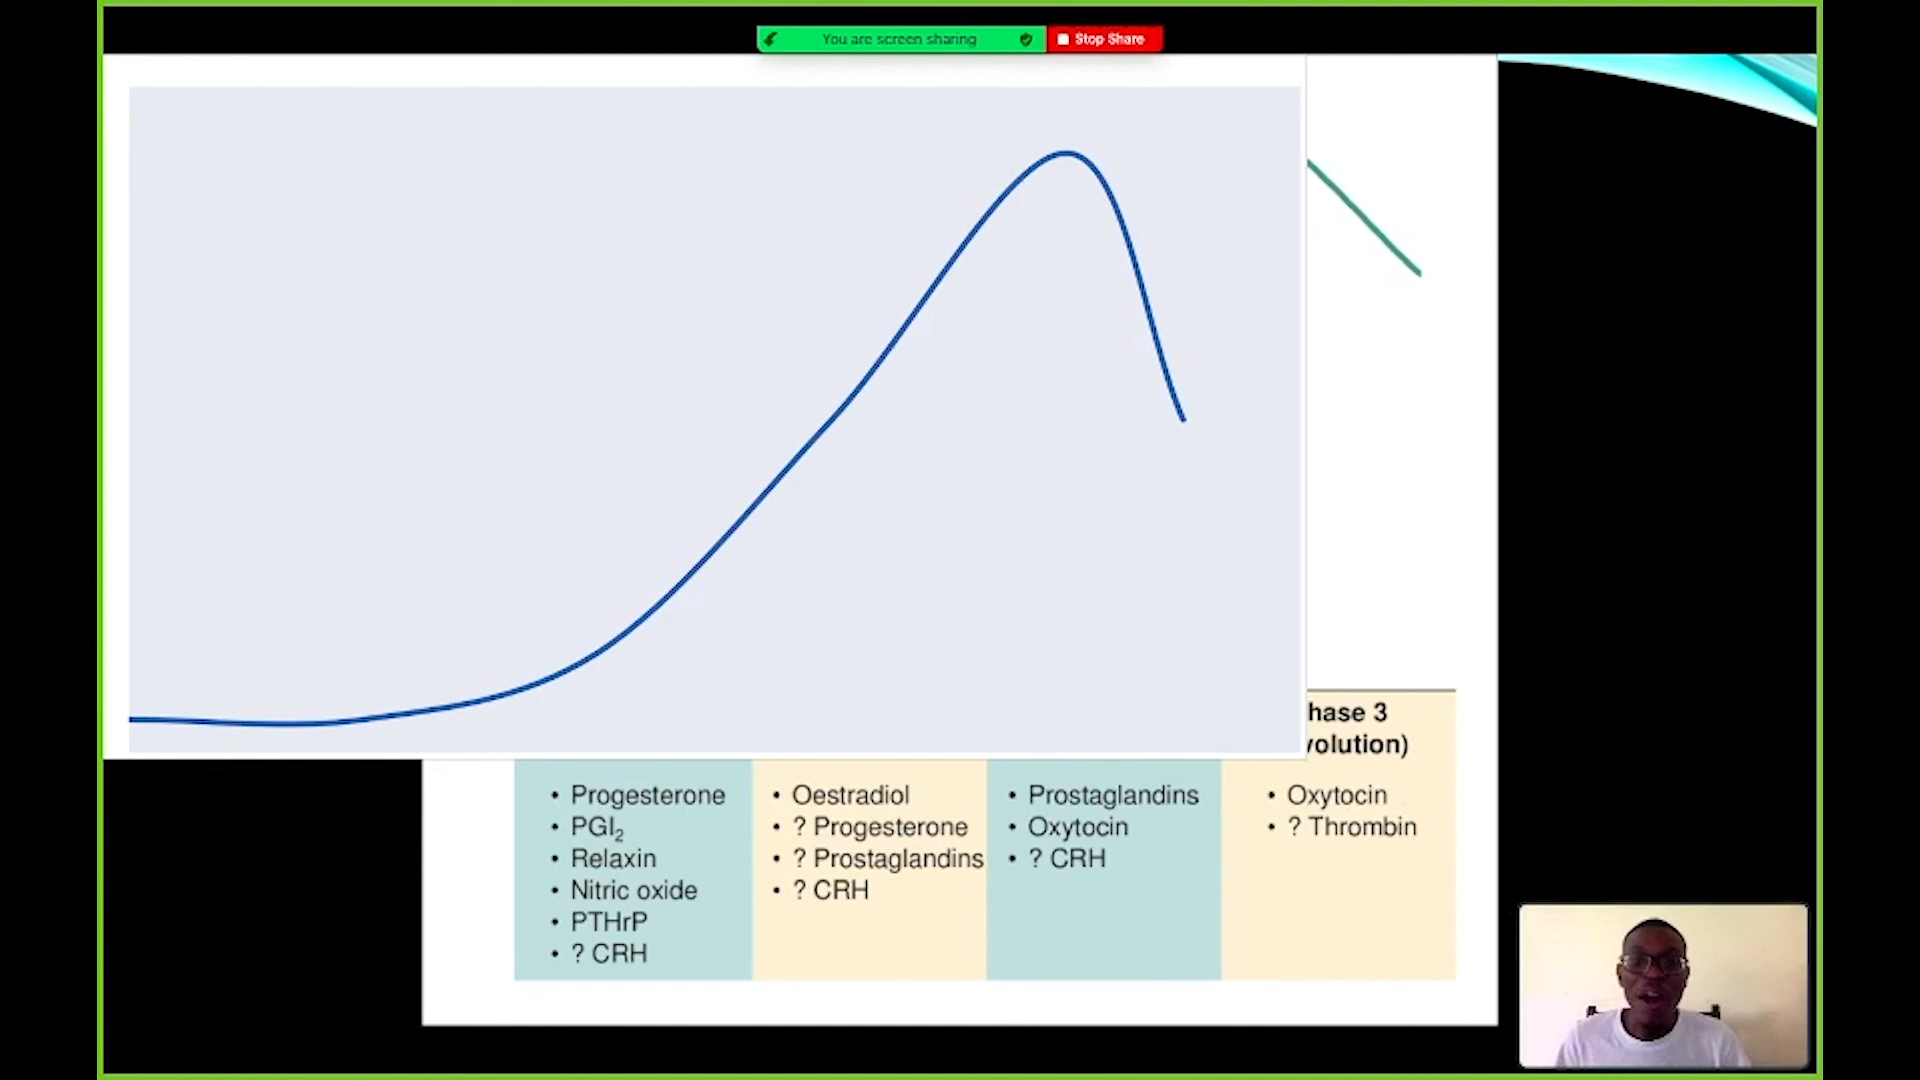 You are screen sharing
Stop Share
hase 3
volution)
• Progesterone
• PGI₂
• Relaxin
• Nitric oxide
• PTHrP
• ? CRH
• Oestradiol
• ? Progesterone
• ? Prostaglandins
• ? CRH
• Prostaglandins
• Oxytocin
• ? CRH
• Oxytocin
• ? Thrombin